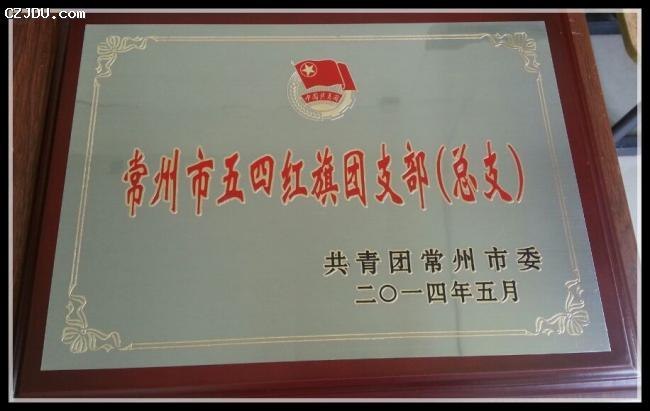 CZJDU.COM
中国共青团
常州市五四红旗团支部(总支)
共青团常州市委
二〇一四年五月